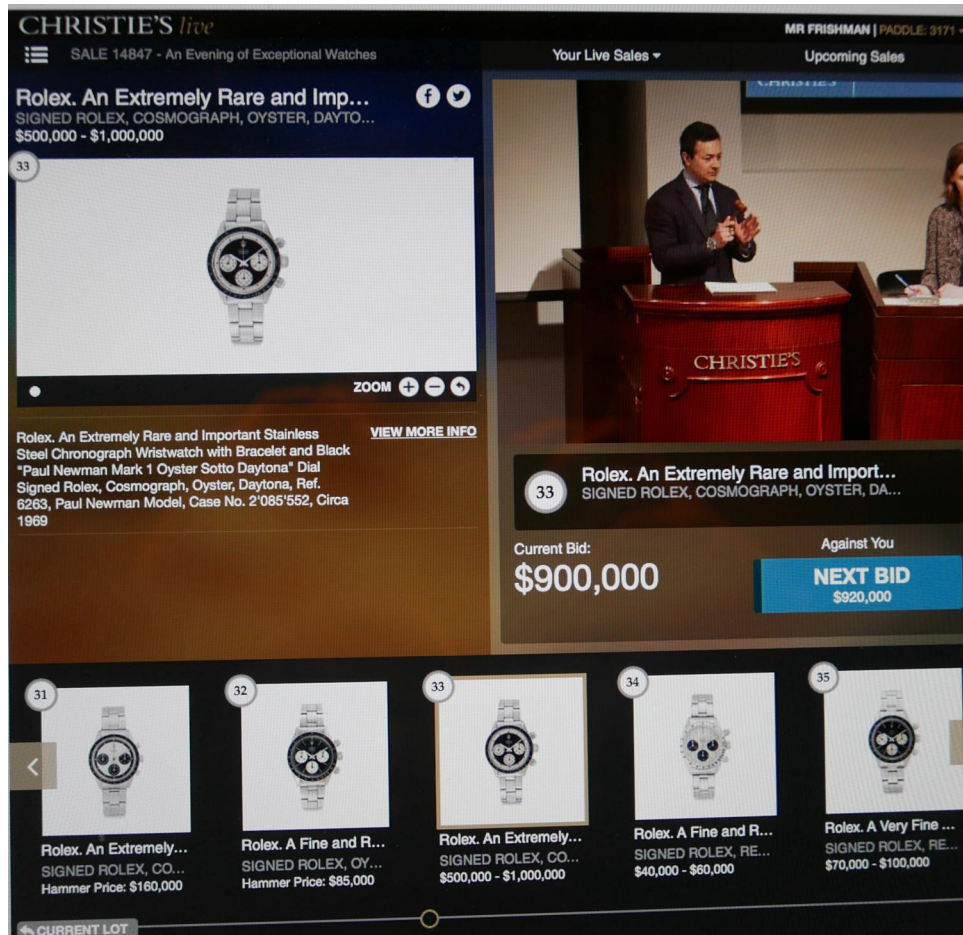 CHRISTIE'S live
MR FRISHMAN | PADDLE: 3171
SALE 14847 - An Evening of Exceptional Watches
Your Live Sales
Upcoming Sales
Rolex. An Extremely Rare and Imp...
SIGNED ROLEX, COSMOGRAPH, OYSTER, DAYTO...
$500,000 - $1,000,000
33
ZOOM
Rolex. An Extremely Rare and Important Stainless
Steel Chronograph Wristwatch with Bracelet and Black
"Paul Newman Mark 1 Oyster Sotto Daytona" Dial
Signed Rolex, Cosmograph, Oyster, Daytona, Ref.
6263, Paul Newman Model, Case No. 2'085'552, Circa
1969
VIEW MORE INFO
CHRISTIE'S
CHRISTIE'S
33
Rolex. An Extremely Rare and Import...
SIGNED ROLEX, COSMOGRAPH, OYSTER, DA...
Current Bid:
$900,000
Against You
NEXT BID
$920,000
31
Rolex. An Extremely...
SIGNED ROLEX, CO...
Hammer Price: $160,000
32
Rolex. A Fine and R...
SIGNED ROLEX, OY...
Hammer Price: $85,000
33
Rolex. An Extremely...
SIGNED ROLEX, CO...
$500,000 - $1,000,000
34
Rolex. A Fine and R...
SIGNED ROLEX, RE...
$40,000 - $60,000
35
Rolex. A Very Fine ...
SIGNED ROLEX, RE...
$70,000 - $100,000
CURRENT LOT